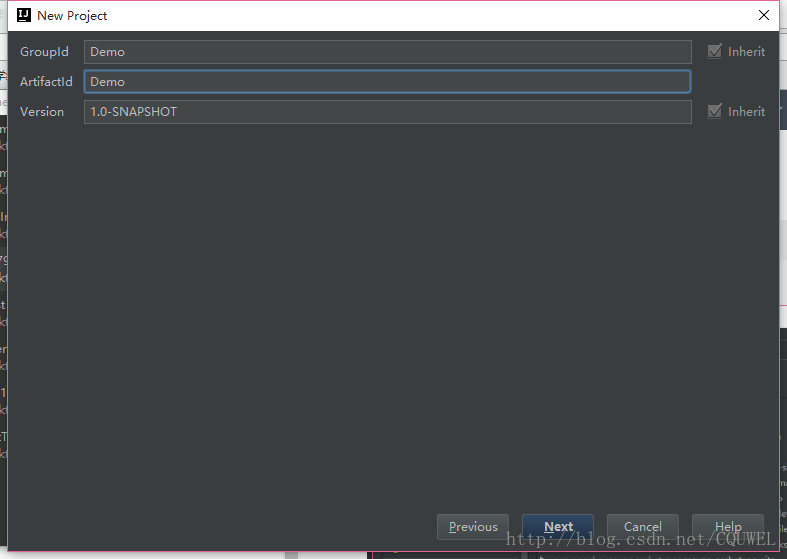 IJ New Project
GroupId Demo Inherit
ArtifactId Demo
Version 1.0-SNAPSHOT Inherit
Previous Next Cancel Help
http://blog.csdn.net/CQUWEL